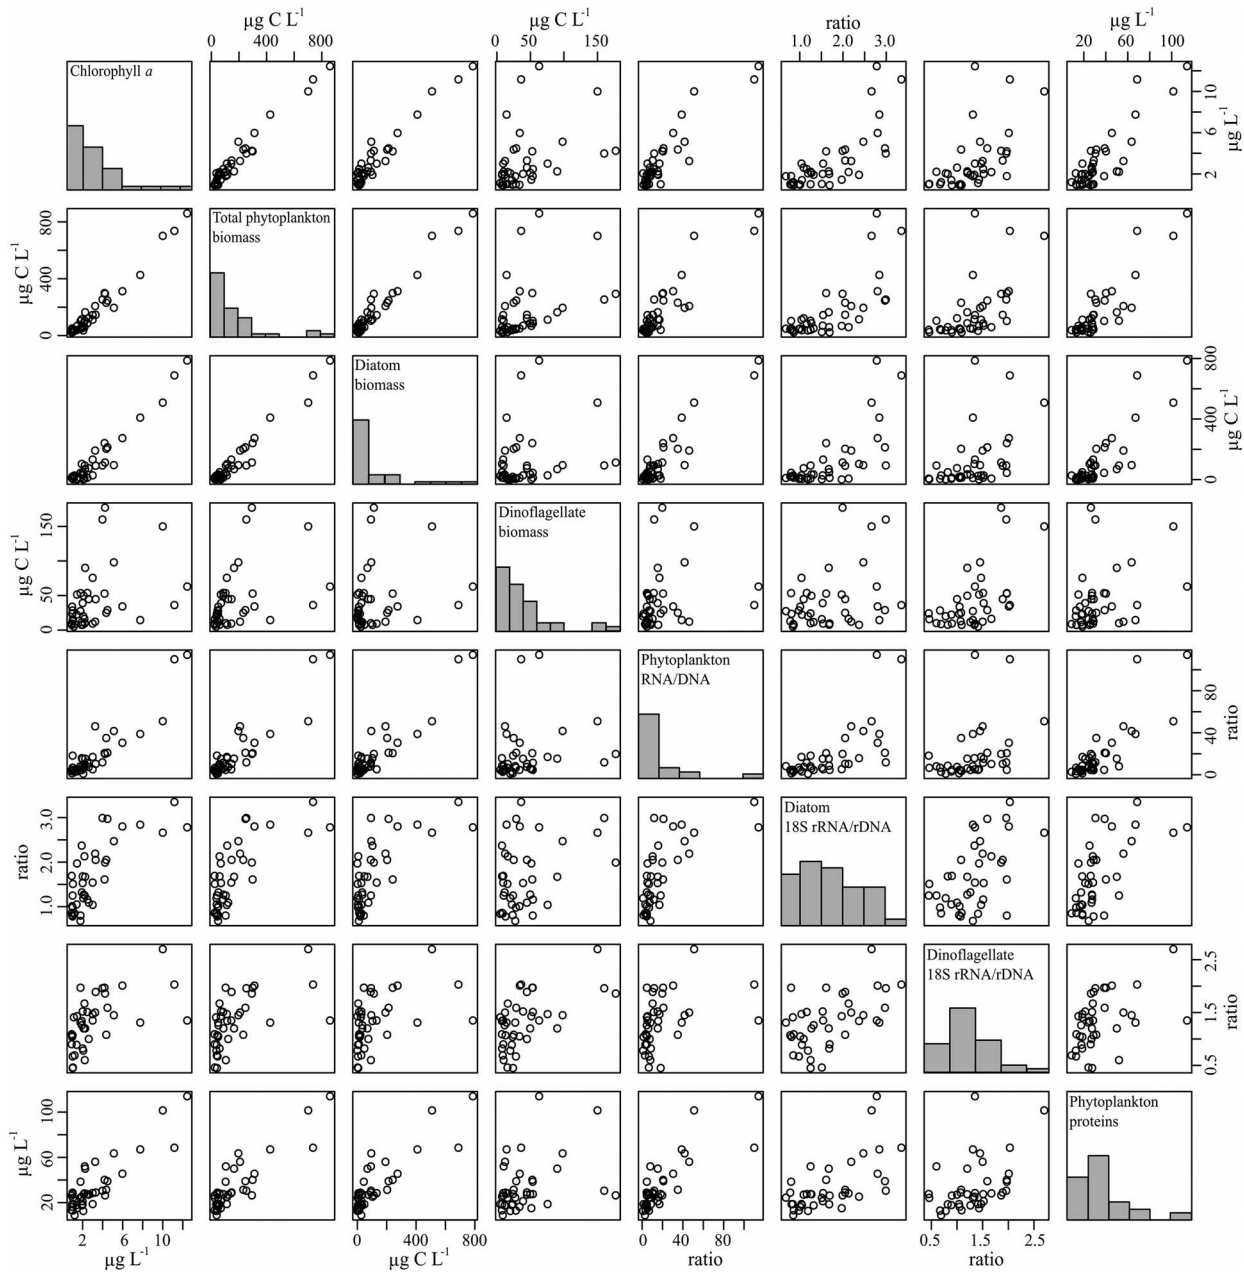 µg C L⁻¹
µg C L⁻¹
ratio
µg L⁻¹
0 400 800
0 50 150
1.0 2.0 3.0
20 60 100
Chlorophyll a
2 6 10
µg L⁻¹
Total phytoplankton
biomass
0 400 800
µg C L⁻¹
Diatom
biomass
0 400 800
µg C L⁻¹
Dinoflagellate
biomass
0 50 150
µg C L⁻¹
Phytoplankton
RNA/DNA
0 40 80
ratio
Diatom
18S rRNA/rDNA
1.0 2.0 3.0
ratio
Dinoflagellate
18S rRNA/rDNA
0.5 1.5 2.5
ratio
Phytoplankton
proteins
20 60 100
µg L⁻¹
2 6 10
0 400 800
0 40 80
0.5 1.5 2.5
µg L⁻¹
µg C L⁻¹
ratio
ratio